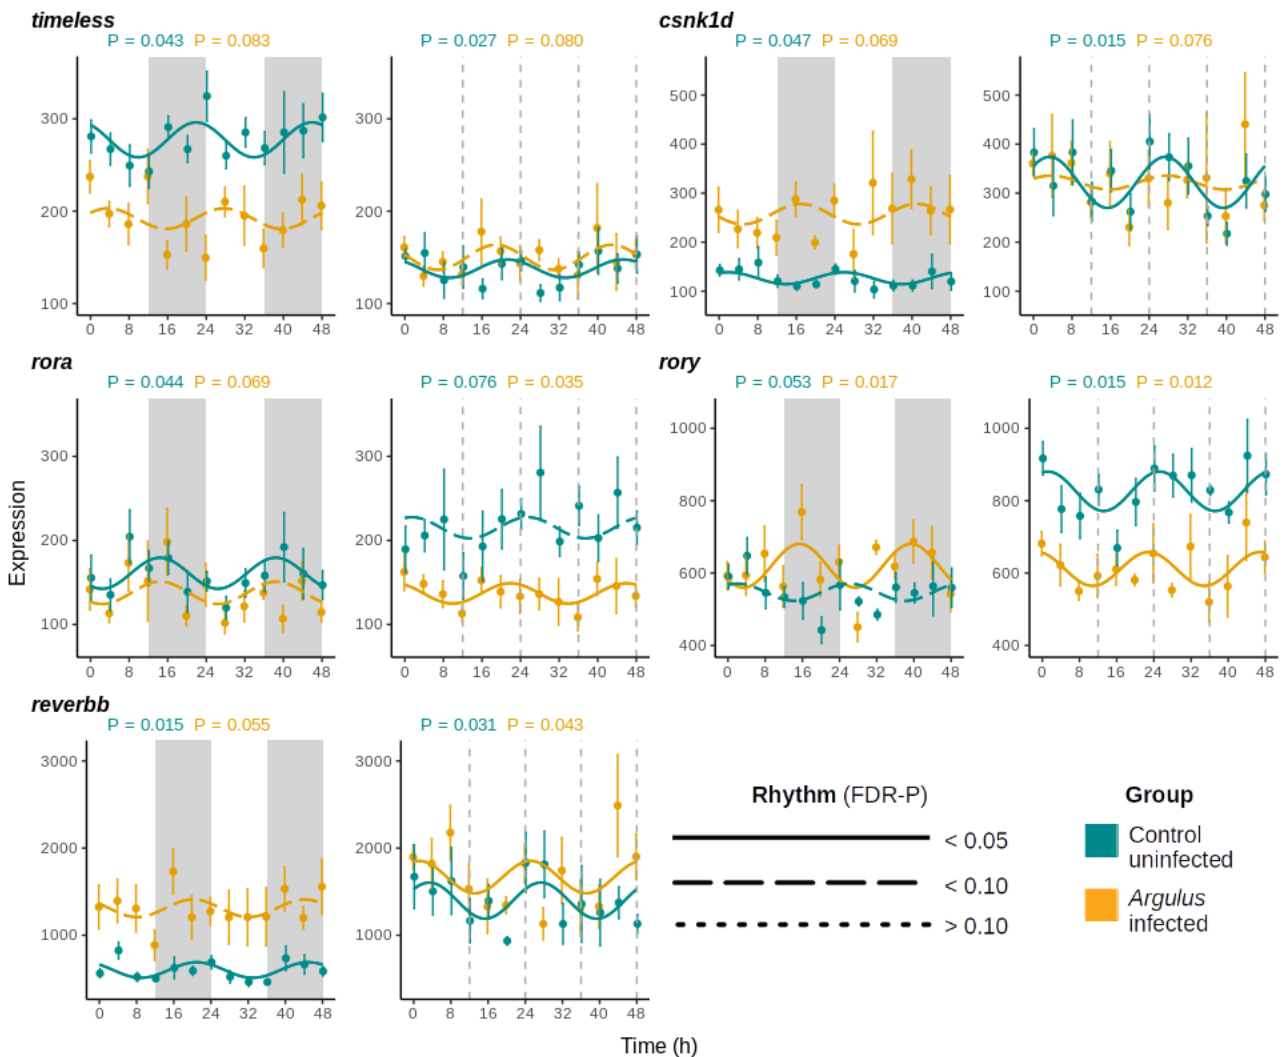 timeless
P = 0.043 P = 0.083
P = 0.027 P = 0.080
300
200
100
0 8 16 24 32 40 48
300
200
100
0 8 16 24 32 40 48
csnk1d
P = 0.047 P = 0.069
P = 0.015 P = 0.076
500
400
300
200
100
0 8 16 24 32 40 48
500
400
300
200
100
0 8 16 24 32 40 48
rora
P = 0.044 P = 0.069
P = 0.076 P = 0.035
300
200
100
0 8 16 24 32 40 48
300
200
100
0 8 16 24 32 40 48
rory
P = 0.053 P = 0.017
P = 0.015 P = 0.012
1000
800
600
400
0 8 16 24 32 40 48
1000
800
600
400
0 8 16 24 32 40 48
Expression
reverbb
P = 0.015 P = 0.055
P = 0.031 P = 0.043
3000
2000
1000
0 8 16 24 32 40 48
3000
2000
1000
0 8 16 24 32 40 48
Time (h)
Rhythm (FDR-P)
< 0.05
< 0.10
> 0.10
Group
Control
uninfected
Argulus
infected